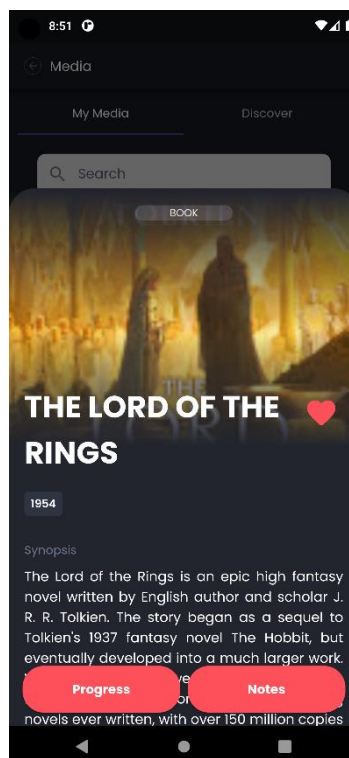 8:51
Media
My Media
Discover
Search
BOOK
THE
LORD
THE LORD OF THE
RINGS
1954
Synopsis
The Lord of the Rings is an epic high fantasy
novel written by English author and scholar J.
R. R. Tolkien. The story began as a sequel to
Tolkien's 1937 fantasy novel The Hobbit, but
eventually developed into a much larger work.
Progress
Notes
novels ever written, with over 150 million copies